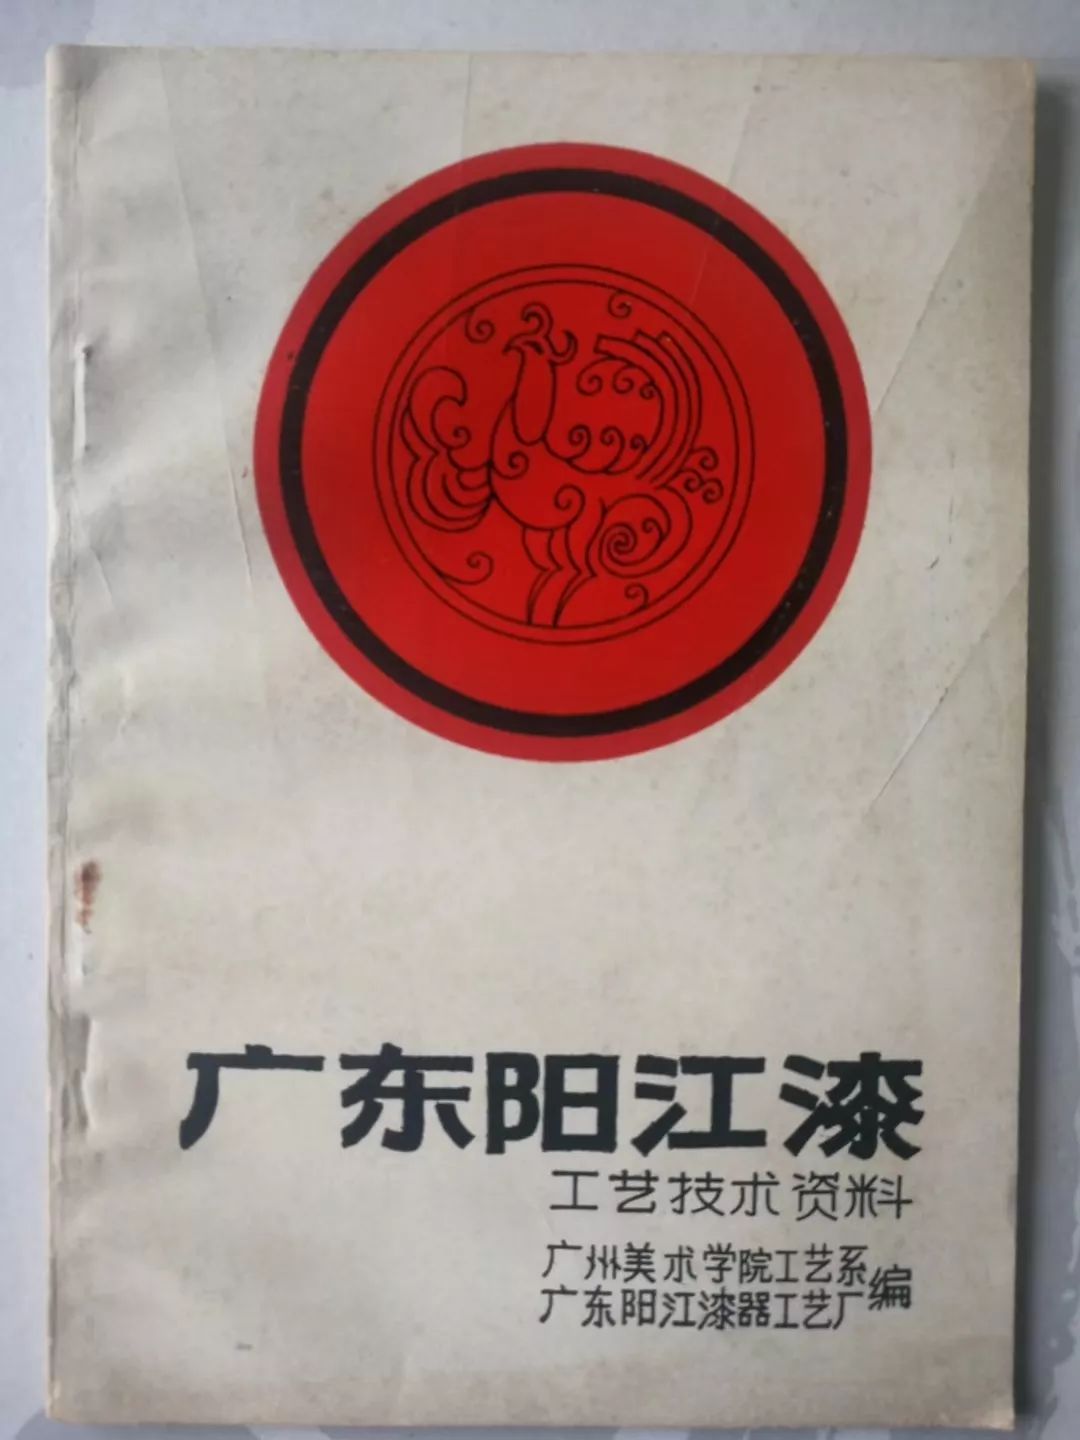 广东阳江漆
工艺技术资料
广州美术学院工艺系
广东阳江漆器工艺厂
编